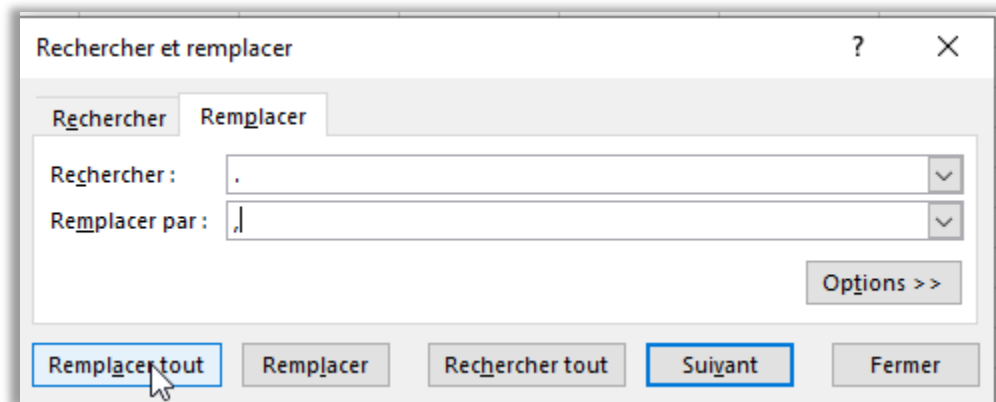 Rechercher et remplacer ?
Rechercher Remplacer
Rechercher : .
Remplacer par : ,
Options >>
Remplacer tout Remplacer Rechercher tout Suivant Fermer